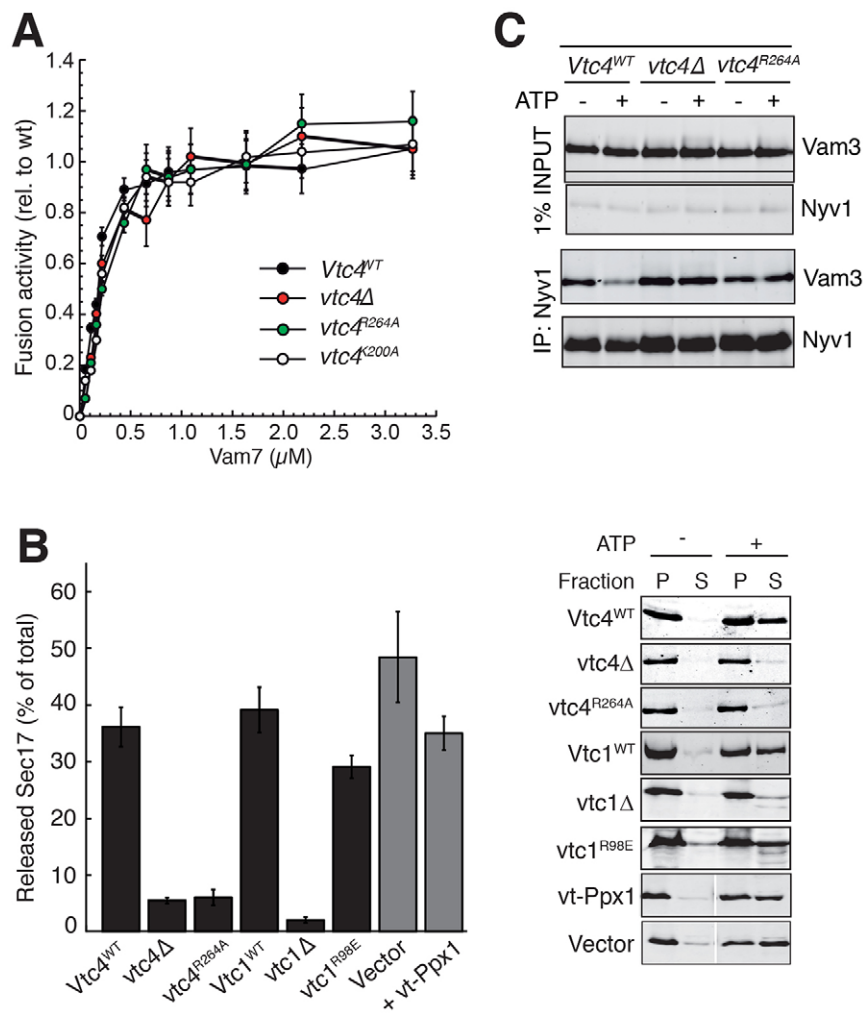 A
1.4
1.2
1.0
0.8
0.6
0.4
0.2
0
0 0.5 1.0 1.5 2.0 2.5 3.0 3.5
Fusion activity (rel. to wt)
Vam7 (µM)
Vtc4WT
vtc4Δ
vtc4R264A
vtc4K200A
C
Vtc4WT vtc4Δ vtc4R264A
ATP - + - + - +
1% INPUT
Vam3
Nyv1
IP: Nyv1
Vam3
Nyv1
B
60
50
40
30
20
10
0
Released Sec17 (% of total)
Vtc4WT vtc4Δ vtc4R264A Vtc1WT vtc1Δ vtc1R98E Vector + vt-Ppx1
ATP - +
Fraction P S P S
Vtc4WT
vtc4Δ
vtc4R264A
Vtc1WT
vtc1Δ
vtc1R98E
vt-Ppx1
Vector